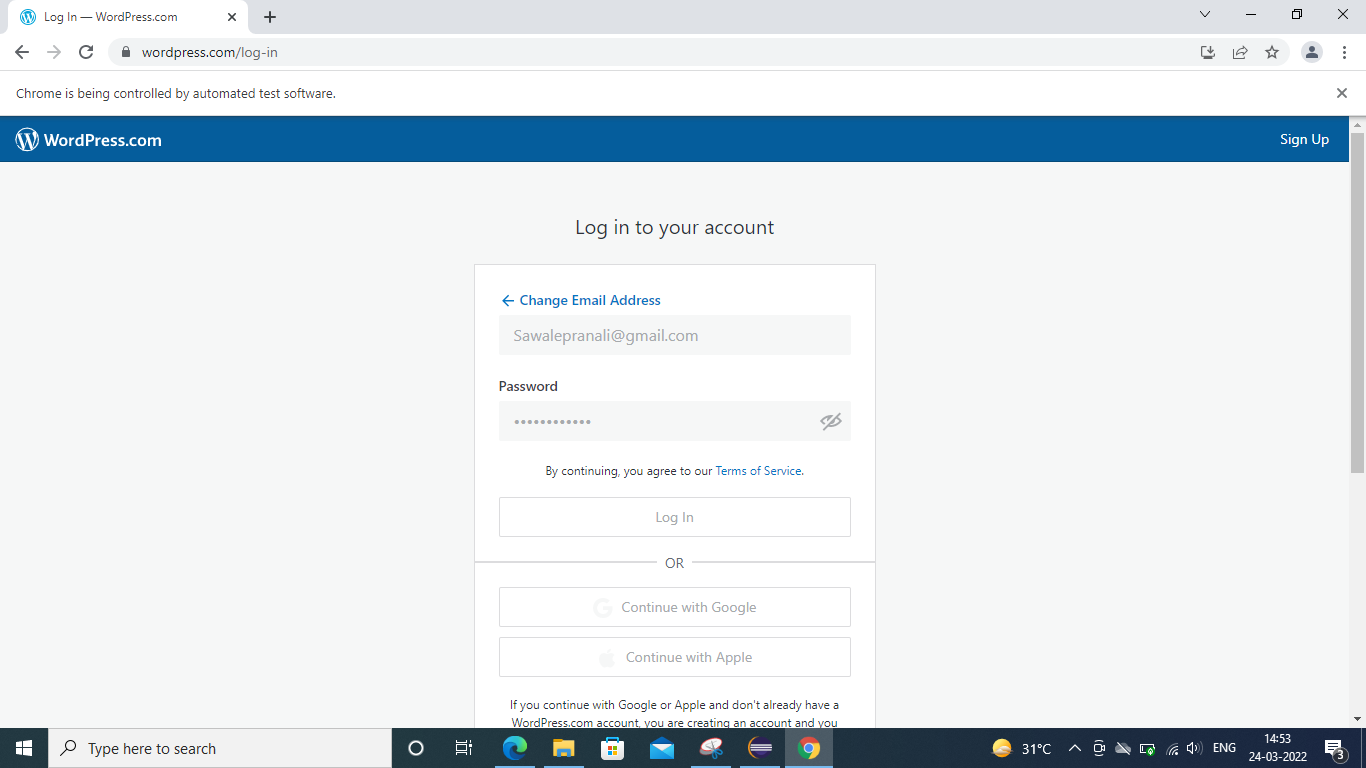 Log In — WordPress.com
wordpress.com/log-in
Chrome is being controlled by automated test software.
WordPress.com
Sign Up
Log in to your account
← Change Email Address
Sawalepranali@gmail.com
Password
••••••••••••
By continuing, you agree to our Terms of Service.
Log In
OR
Continue with Google
Continue with Apple
If you continue with Google or Apple and don't already have a
WordPress.com account, you are creating an account and you
Type here to search
31°C
ENG
14:53
24-03-2022
3